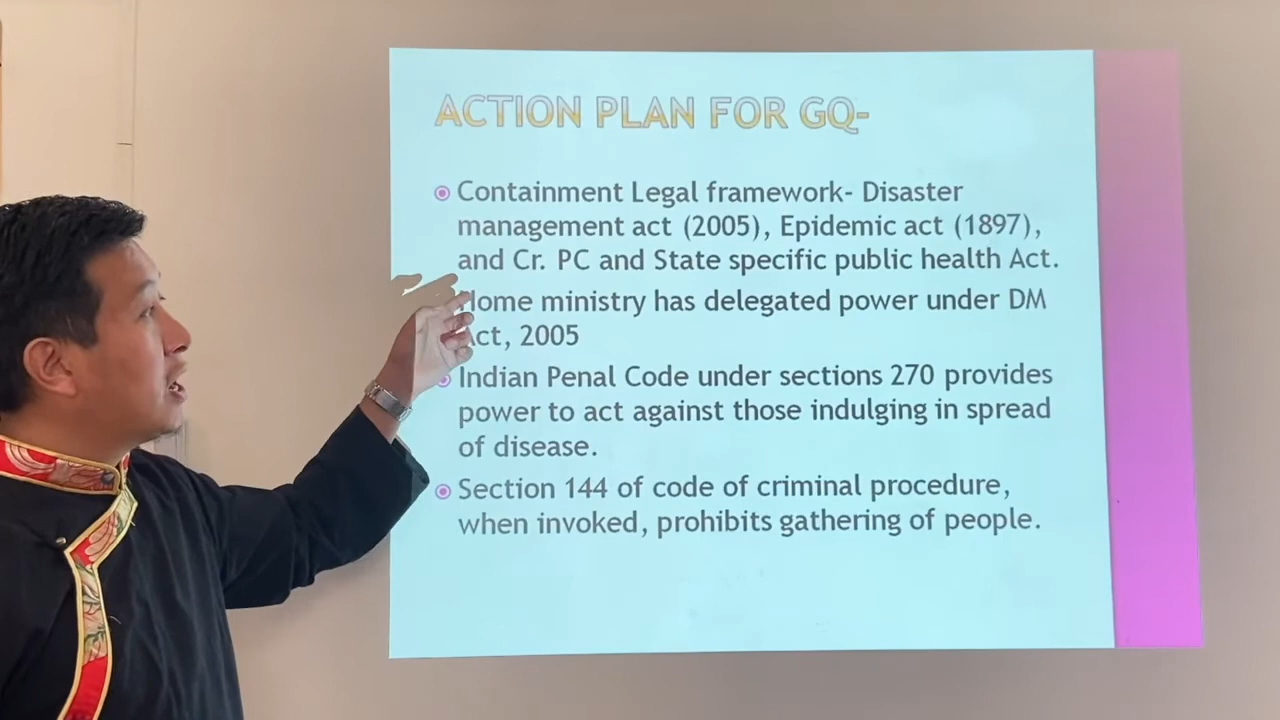 ACTION PLAN FOR GQ-
Containment Legal framework- Disaster
management act (2005), Epidemic act (1897),
and Cr. PC and State specific public health Act.
Home ministry has delegated power under DM
Act, 2005
Indian Penal Code under sections 270 provides
power to act against those indulging in spread
of disease.
Section 144 of code of criminal procedure,
when invoked, prohibits gathering of people.